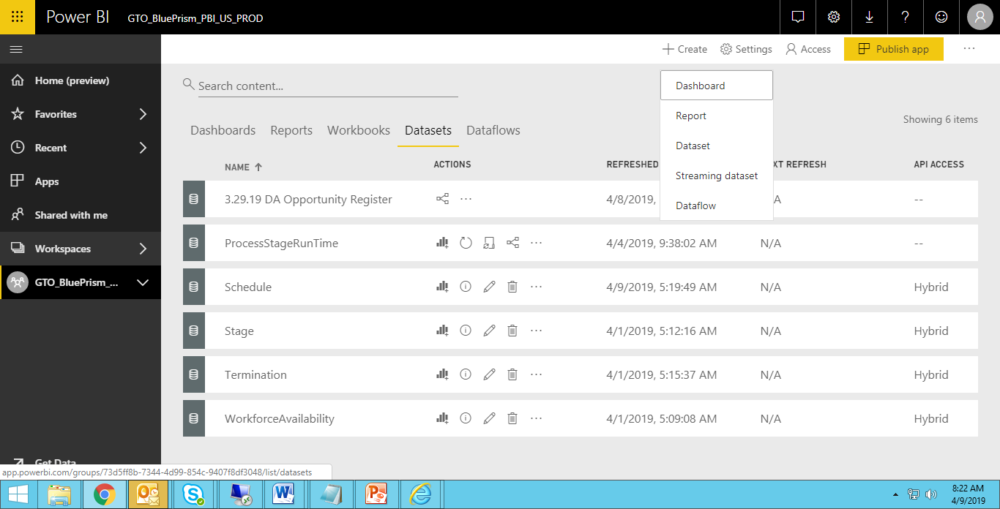 Power BI GTO_BluePrism_PBI_US_PROD
Create Settings Access Publish app ...
Home (preview)
Favorites
Recent
Apps
Shared with me
Workspaces
GTO_BluePrism_...
Get Data
Search content...
Dashboard
Report
Dataset
Streaming dataset
Dataflow
Showing 6 items
Dashboards Reports Workbooks Datasets Dataflows
NAME ACTIONS REFRESHED XT REFRESH API ACCESS
3.29.19 DA Opportunity Register ... 4/8/2019, A --
ProcessStageRunTime ... 4/4/2019, 9:38:02 AM N/A --
Schedule ... 4/9/2019, 5:19:49 AM N/A Hybrid
Stage ... 4/1/2019, 5:12:16 AM N/A Hybrid
Termination ... 4/1/2019, 5:15:37 AM N/A Hybrid
WorkforceAvailability ... 4/1/2019, 5:09:08 AM N/A Hybrid
app.powerbi.com/groups/73d5ff8b-7344-4d99-854c-9407f8df3048/list/datasets
8:22 AM
4/9/2019